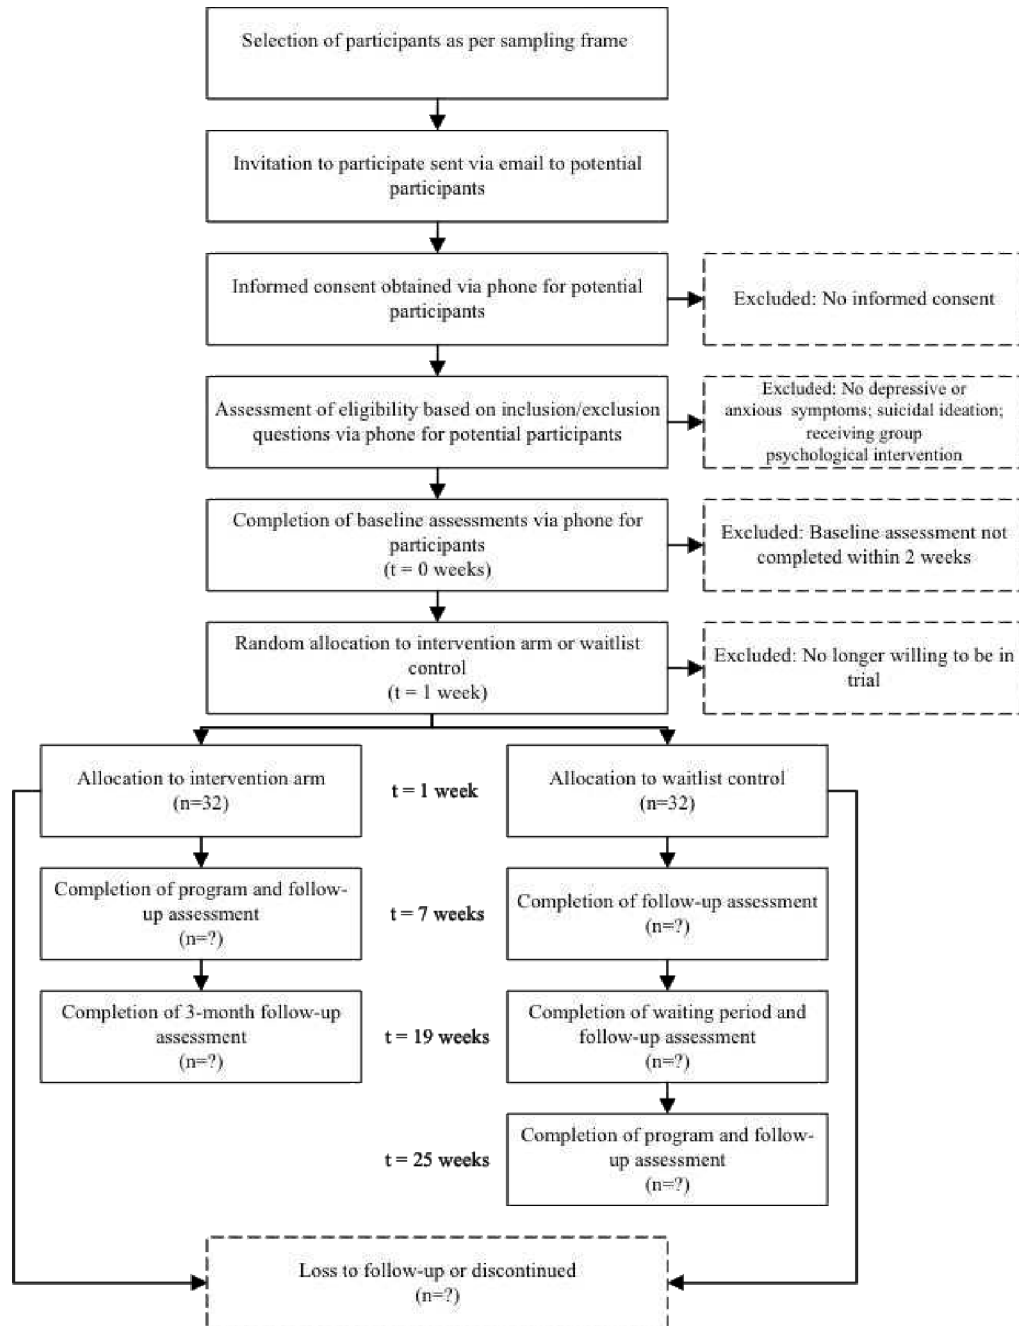 Selection of participants as per sampling frame
Invitation to participate sent via email to potential
participants
Informed consent obtained via phone for potential
participants
Excluded: No informed consent
Assessment of eligibility based on inclusion/exclusion
questions via phone for potential participants
Excluded: No depressive or
anxious symptoms; suicidal ideation;
receiving group
psychological intervention
Completion of baseline assessments via phone for
participants
(t = 0 weeks)
Excluded: Baseline assessment not
completed within 2 weeks
Random allocation to intervention arm or waitlist
control
(t = 1 week)
Excluded: No longer willing to be in
trial
Allocation to intervention arm
(n=32)
t = 1 week
Allocation to waitlist control
(n=32)
Completion of program and follow-
up assessment
(n=?)
t = 7 weeks
Completion of follow-up assessment
(n=?)
Completion of 3-month follow-up
assessment
(n=?)
t = 19 weeks
Completion of waiting period and
follow-up assessment
(n=?)
t = 25 weeks
Completion of program and follow-
up assessment
(n=?)
Loss to follow-up or discontinued
(n=?)